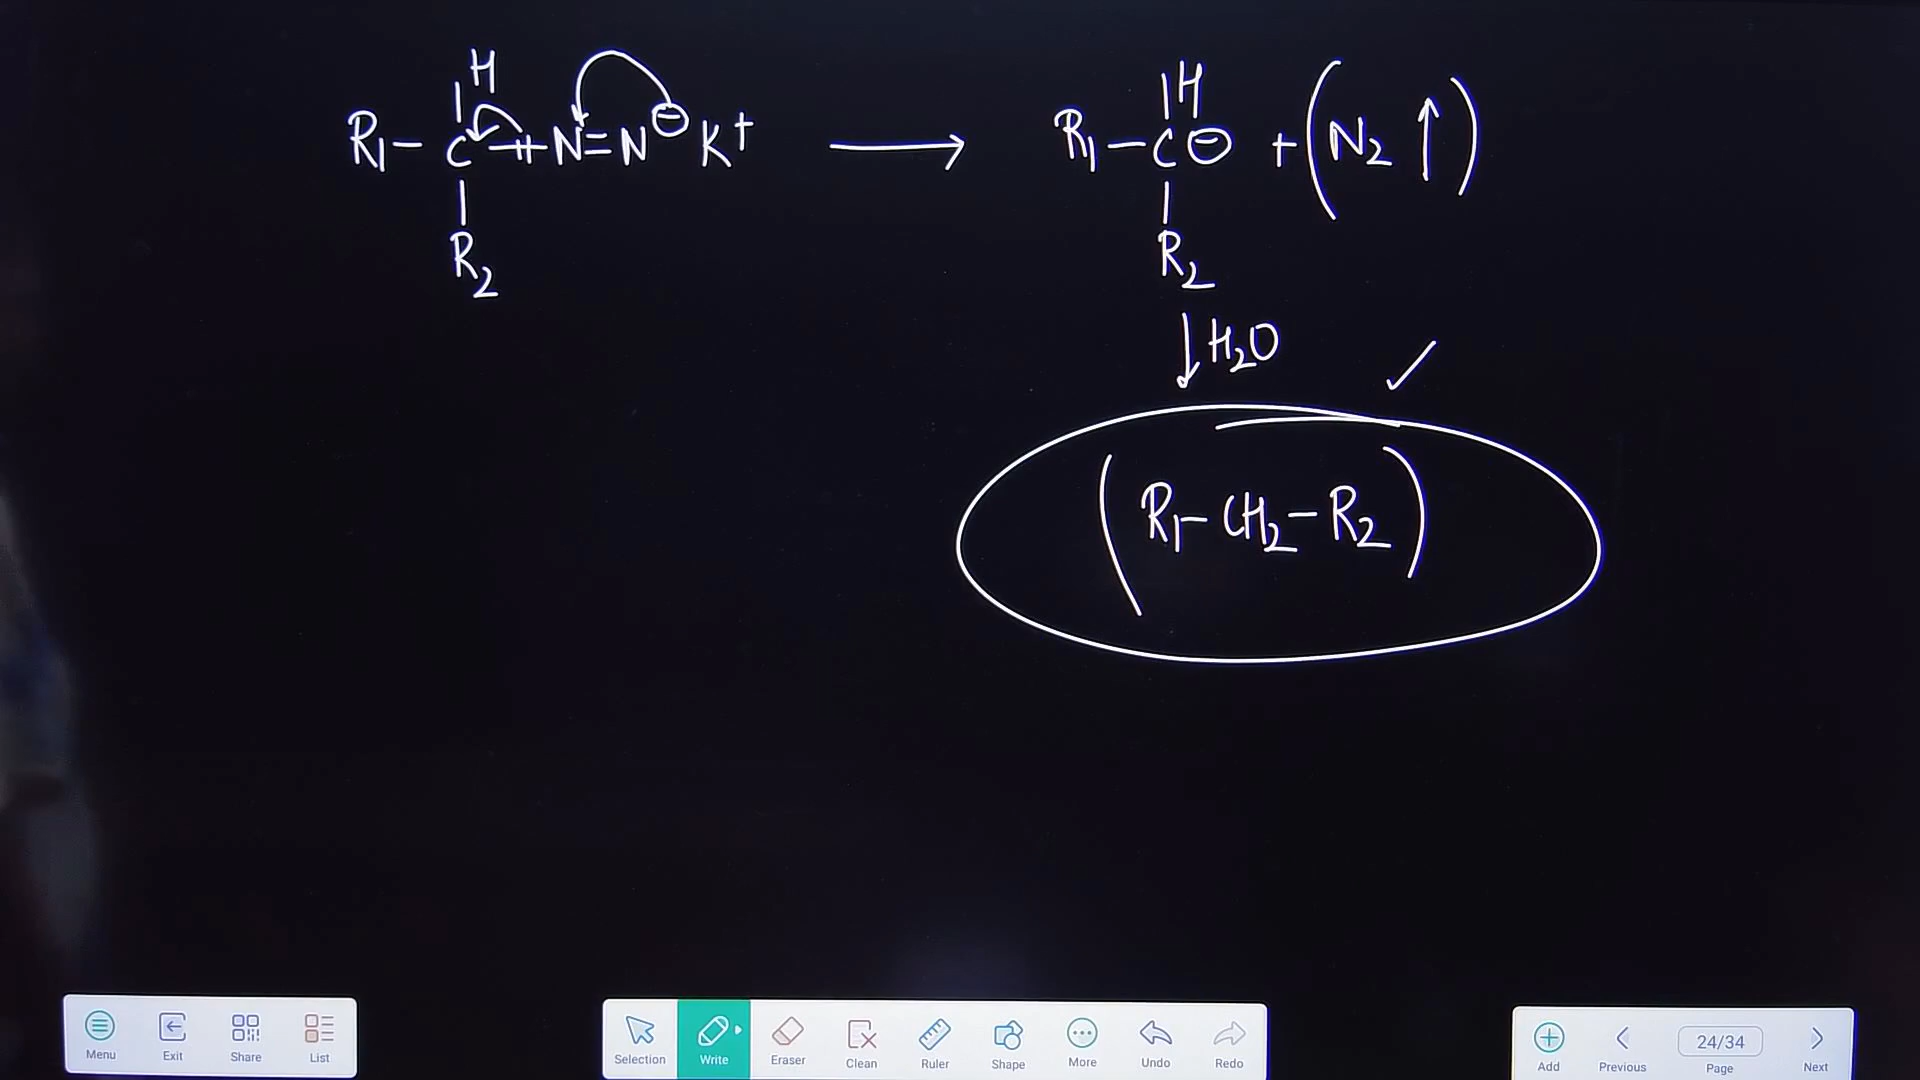 H
R1-C-N=N⊖K+ ⟶ R1-C⊖ + (N2↑)
H
R2
R2
↓H2O ✓
(R1-CH2-R2)
Menu Exit Share List
Selection Write Eraser Clean Ruler Shape More Undo Redo
Add Previous 24/34 Page Next